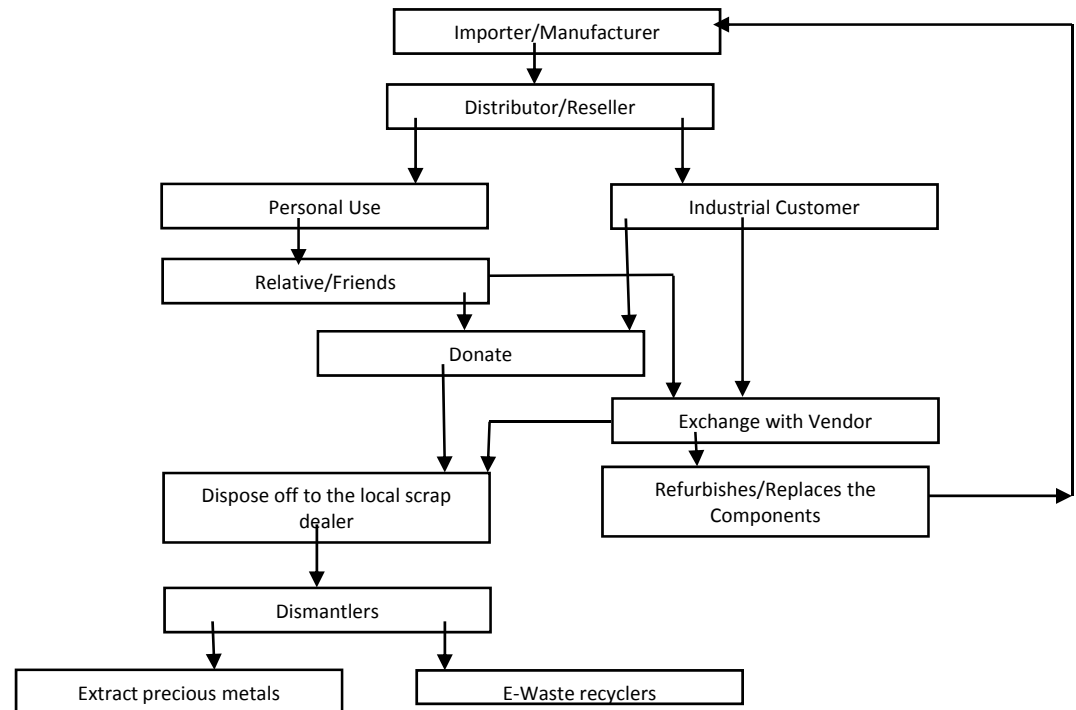 Importer/Manufacturer
Distributor/Reseller
Personal Use
Industrial Customer
Relative/Friends
Donate
Exchange with Vendor
Dispose off to the local scrap
dealer
Refurbishes/Replaces the
Components
Dismantlers
Extract precious metals
E-Waste recyclers